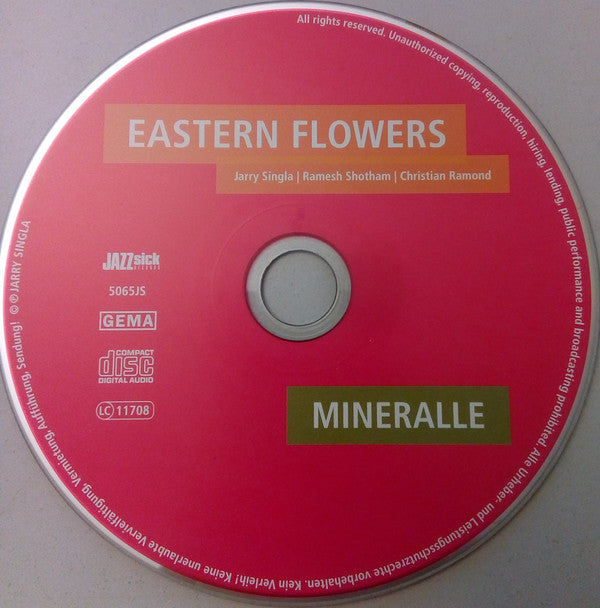 All rights reserved. Unauthorized copying, reproduction, hiring, lending, public performance and broadcasting prohibited. Alle Urheber- und Leistungsschutzrechte vorbehalten. Kein Verleih! Keine unerlaubte Vervielfältigung, Vermietung, Aufführung, Sendung! © ℗ JARRY SINGLA
EASTERN FLOWERS
Jarry Singla | Ramesh Shotham | Christian Ramond
JAZZsick
RECORDS
5065JS
GEMA
COMPACT
disc
DIGITAL AUDIO
LC 11708
MINERALLE